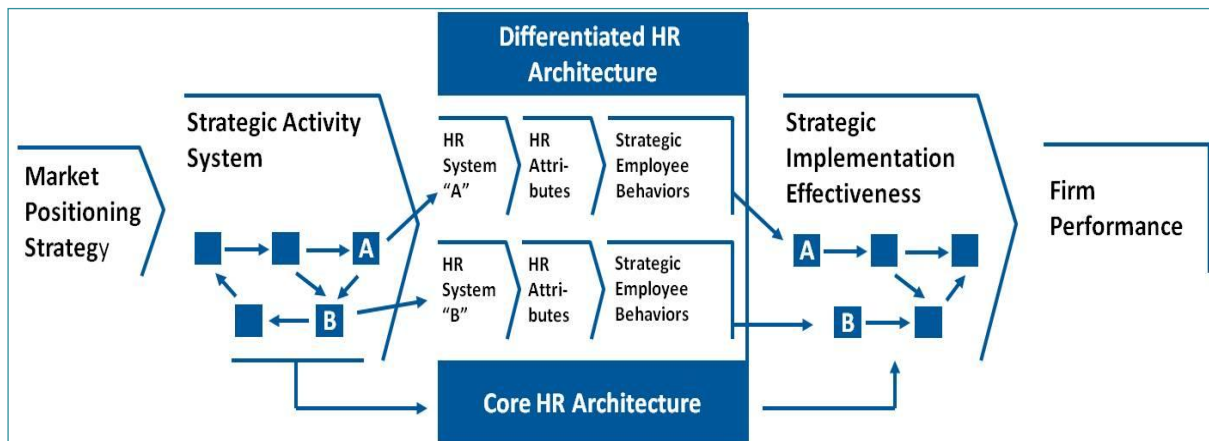 Differentiated HR
Architecture
Market
Positioning
Strategy
Strategic Activity
System
A
B
HR
System
“A”
HR
Attri-
butes
Strategic
Employee
Behaviors
HR
System
“B”
HR
Attri-
butes
Strategic
Employee
Behaviors
Core HR Architecture
Strategic
Implementation
Effectiveness
A
B
Firm
Performance